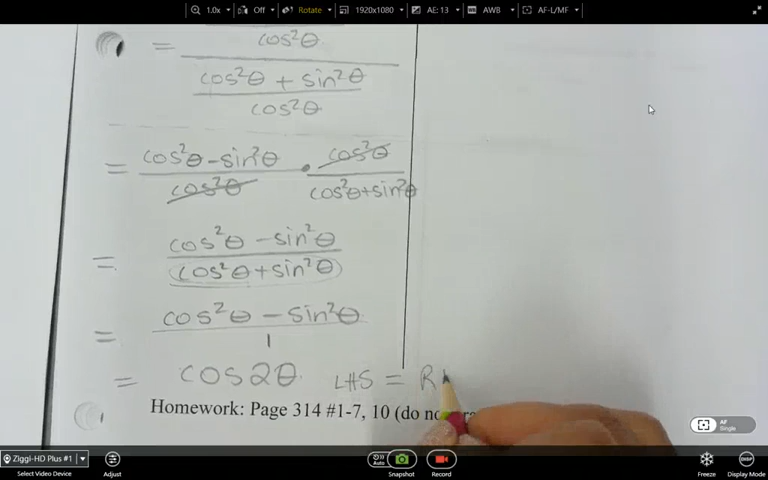 1.0x Off Rotate 1920x1080 AE: 13 AWB AF-L/MF
cos²θ
=
cos²θ + sin²θ
cos²θ
= cos²θ - sin²θ • cos²θ
cos²θ cos²θ + sin²θ
= cos²θ - sin²θ
(cos²θ + sin²θ)
= cos²θ - sin²θ
1
= cos2θ LHS = R
Homework: Page 314 #1-7, 10 (do
AF
Single
Ziggi-HD Plus #1
Select Video Device
Adjust
Auto
Snapshot
Record
Freeze
DISP
Display Mode